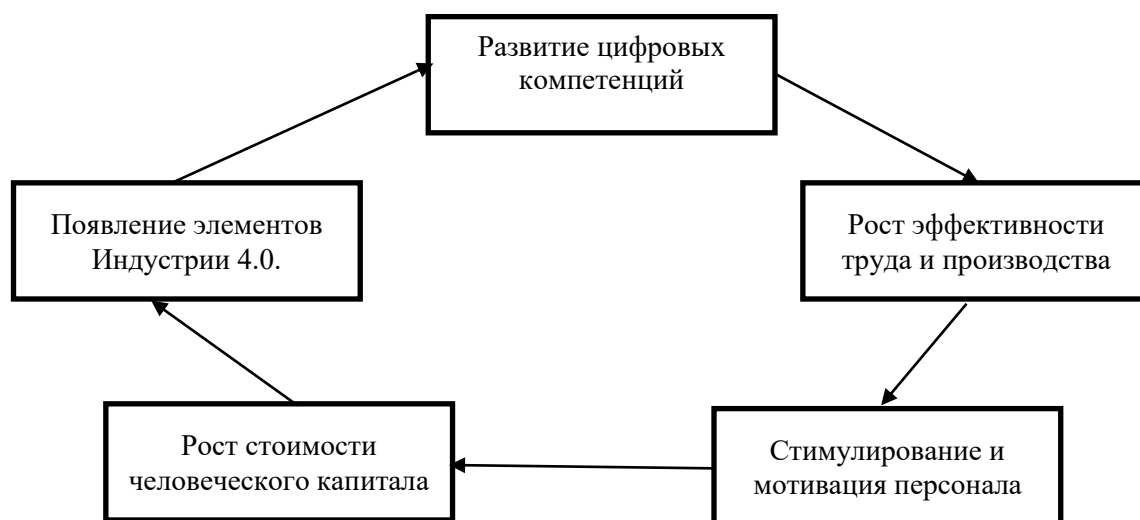 Развитие цифровых
компетенций
Появление элементов
Индустрии 4.0.
Рост эффективности
труда и производства
Рост стоимости
человеческого капитала
Стимулирование и
мотивация персонала